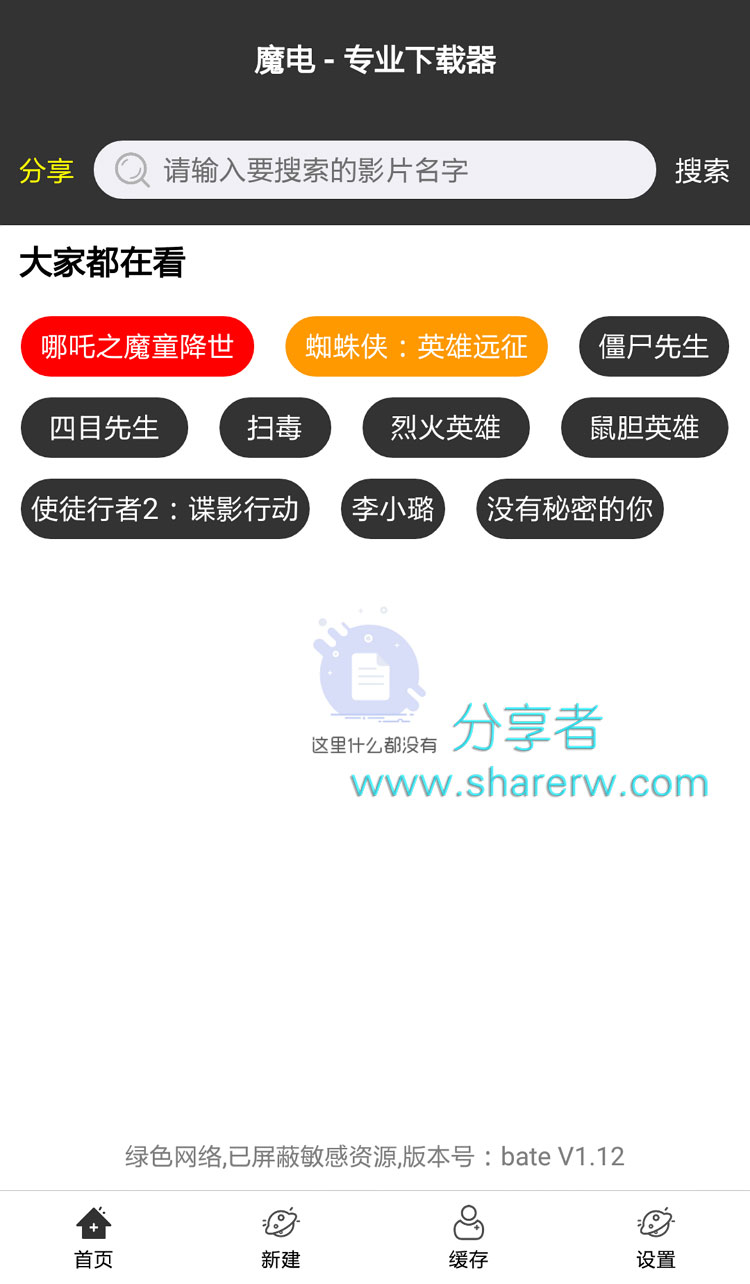 魔电 - 专业下载器
分享 请输入要搜索的影片名字 搜索
大家都在看
哪吒之魔童降世 蜘蛛侠：英雄远征 僵尸先生
四目先生 扫毒 烈火英雄 鼠胆英雄
使徒行者2：谍影行动 李小璐 没有秘密的你
这里什么都没有
分享者
www.sharerw.com
绿色网络,已屏蔽敏感资源,版本号：bate V1.12
首页 新建 缓存 设置